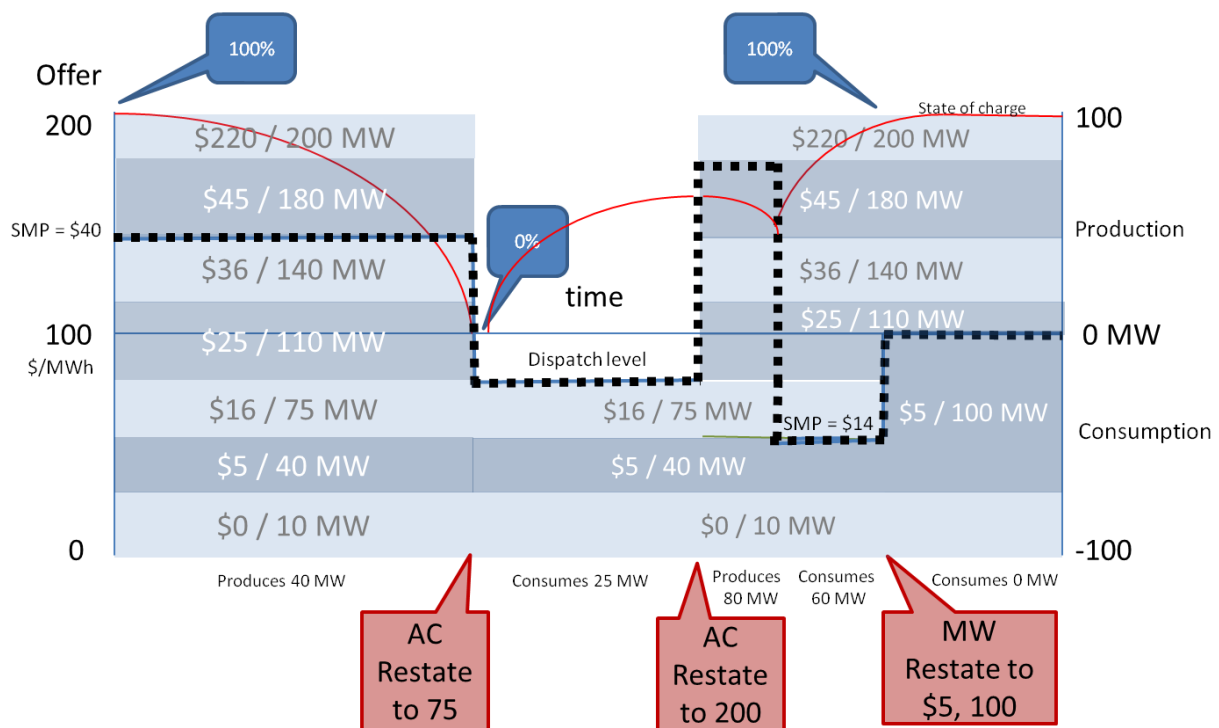 100%
100%
Offer
State of charge
200
100
$220 / 200 MW
$220 / 200 MW
$45 / 180 MW
$45 / 180 MW
SMP = $40
Production
0%
$36 / 140 MW
$36 / 140 MW
time
$25 / 110 MW
100
$25 / 110 MW
0 MW
$/MWh
Dispatch level
$16 / 75 MW
$16 / 75 MW
SMP = $14
$5 / 100 MW
Consumption
$5 / 40 MW
$5 / 40 MW
$0 / 10 MW
$0 / 10 MW
0
-100
Produces 40 MW
Consumes 25 MW
Produces
80 MW
Consumes
60 MW
Consumes 0 MW
AC
Restate
to 75
AC
Restate
to 200
MW
Restate to
$5, 100